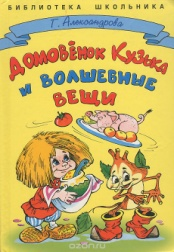 БИБЛИОТЕКА ШКОЛЬНИКА
Г. Александрова
ДОМОВЁНОК КУЗЬКА
И ВОЛШЕБНЫЕ
ВЕЩИ